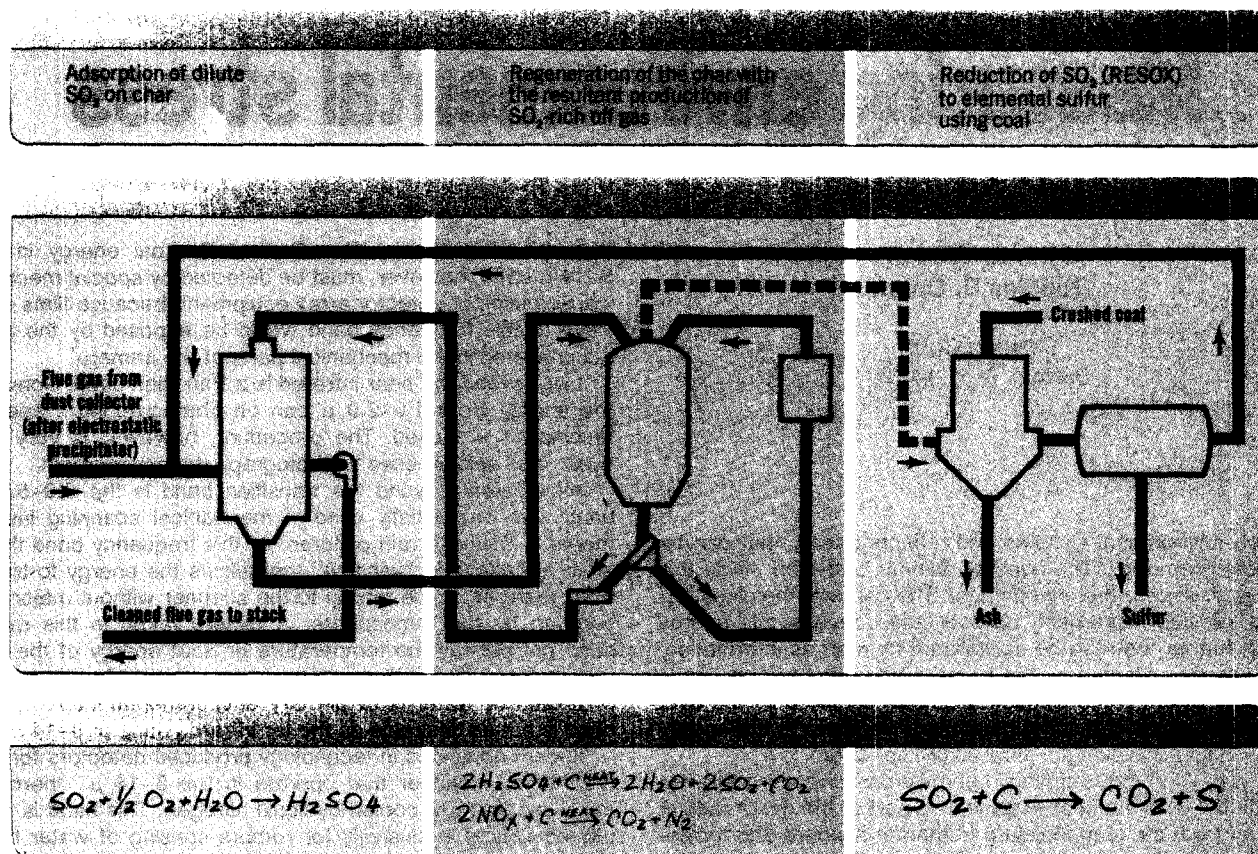 Adsorption of dilute
SO₂ on char
Regeneration of the char with
the resultant production of
SO₂-rich off gas
Reduction of SO₂ (RESOX)
to elemental sulfur
using coal
Flue gas from
dust collector
(after electrostatic
precipitator)
Crushed coal
Cleaned flue gas to stack
Ash
Sulfur
SO₂+½O₂+H₂O→H₂SO4
2H₂SO4+C HEAT→2H₂O+2SO₂+CO₂
2NOx+C HEAT→CO₂+N₂
SO₂+C→CO₂+S